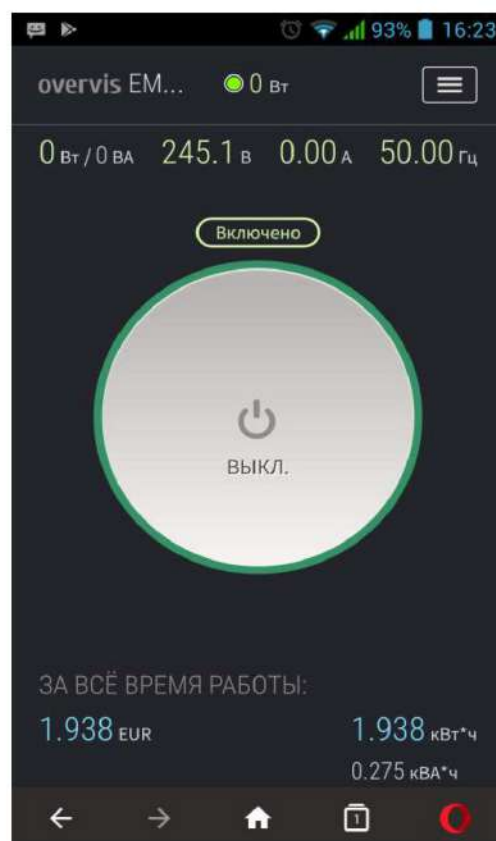 93% 16:23
overvis EM... 0 Вт
0 Вт / 0 ВА 245.1 В 0.00 А 50.00 Гц
Включено
ВЫКЛ.
ЗА ВСЁ ВРЕМЯ РАБОТЫ:
1.938 EUR 1.938 кВт*ч
0.275 кВА*ч
1